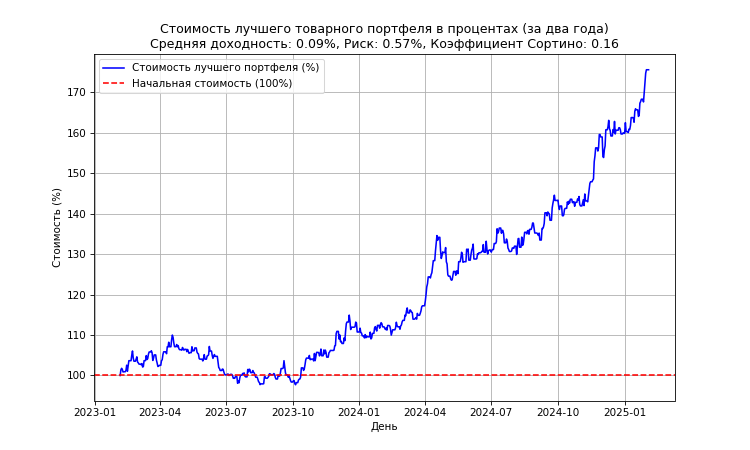 Стоимость лучшего товарного портфеля в процентах (за два года)
Средняя доходность: 0.09%, Риск: 0.57%, Коэффициент Сортино: 0.16
Стоимость лучшего портфеля (%)
Начальная стоимость (100%)
Стоимость (%)
170
160
150
140
130
120
110
100
2023-01
2023-04
2023-07
2023-10
2024-01
2024-04
2024-07
2024-10
2025-01
День